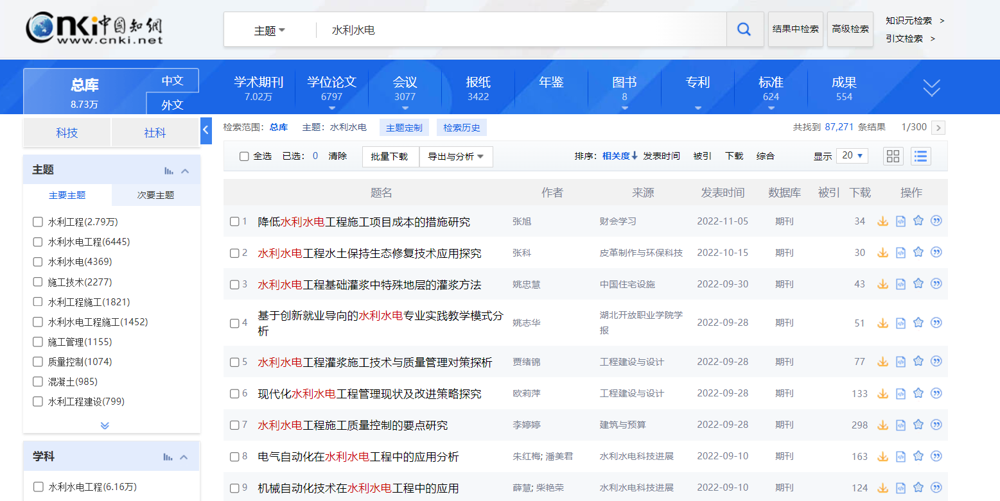 Cnki中国知网
www.cnki.net
主题
水利水电
结果中检索
高级检索
知识元检索 >
引文检索 >
总库
8.73万
中文
外文
学术期刊
7.02万
学位论文
6797
会议
3077
报纸
3422
年鉴
图书
8
专利
标准
624
成果
554
科技
社科
检索范围：总库 主题：水利水电 主题定制 检索历史
共找到 87,271 条结果 1/300 >
全选 已选：0 清除 批量下载 导出与分析
排序：相关度 发表时间 被引 下载 综合 显示 20
主题
主要主题 次要主题
水利工程(2.79万)
水利水电工程(6445)
水利水电(4369)
施工技术(2277)
水利工程施工(1821)
水利水电工程施工(1452)
施工管理(1155)
质量控制(1074)
混凝土(985)
水利工程建设(799)
学科
水利水电工程(6.16万)
题名 作者 来源 发表时间 数据库 被引 下载 操作
1 降低水利水电工程施工项目成本的措施研究 张旭 财会学习 2022-11-05 期刊 34
2 水利水电工程水土保持生态修复技术应用探究 张科 皮革制作与环保科技 2022-10-15 期刊 30
3 水利水电工程基础灌浆中特殊地层的灌浆方法 姚忠慧 中国住宅设施 2022-09-30 期刊 43
4 基于创新就业导向的水利水电专业实践教学模式分
析 姚志华 湖北开放职业学院学
报 2022-09-28 期刊 51
5 水利水电工程灌浆施工技术与质量管理对策探析 贾绪锦 工程建设与设计 2022-09-28 期刊 77
6 现代化水利水电工程管理现状及改进策略探究 欧莉萍 工程建设与设计 2022-09-28 期刊 133
7 水利水电工程施工质量控制的要点研究 李婷婷 建筑与预算 2022-09-28 期刊 298
8 电气自动化在水利水电工程中的应用分析 朱红梅; 潘美君 水利水电科技进展 2022-09-10 期刊 163
9 机械自动化技术在水利水电工程中的应用 薛慧; 柴艳荣 水利水电科技进展 2022-09-10 期刊 124